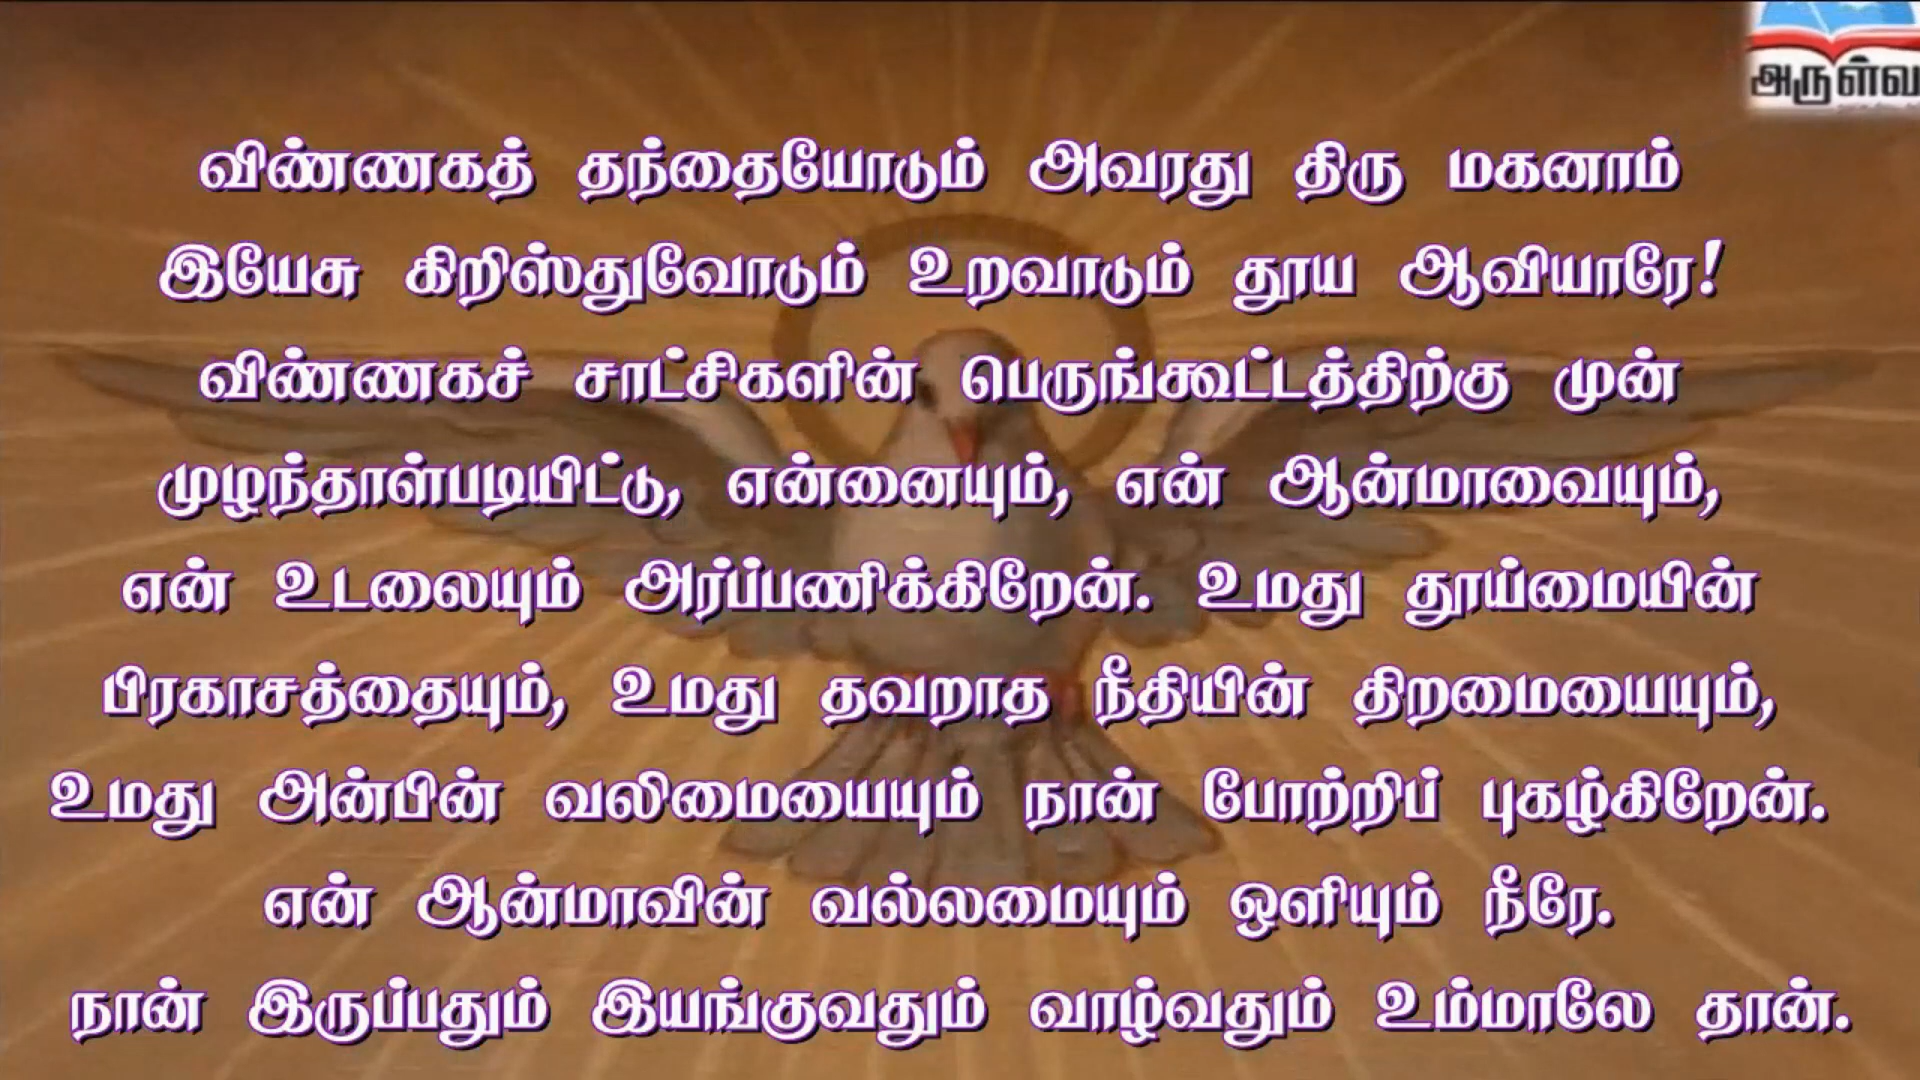 அருள்வ
விண்ணகத் தந்தையோடும் அவரது திரு மகனாம்
இயேசு கிறிஸ்துவோடும் உறவாடும் தூய ஆவியாரே!
விண்ணகச் சாட்சிகளின் பெருங்கூட்டத்திற்கு முன்
முழந்தாள்படியிட்டு, என்னையும், என் ஆன்மாவையும்,
என் உடலையும் அர்ப்பணிக்கிறேன். உமது தூய்மையின்
பிரகாசத்தையும், உமது தவறாத நீதியின் திறமையையும்,
உமது அன்பின் வலிமையையும் நான் போற்றிப் புகழ்கிறேன்.
என் ஆன்மாவின் வல்லமையும் ஒளியும் நீரே.
நான் இருப்பதும் இயங்குவதும் வாழ்வதும் உம்மாலே தான்.